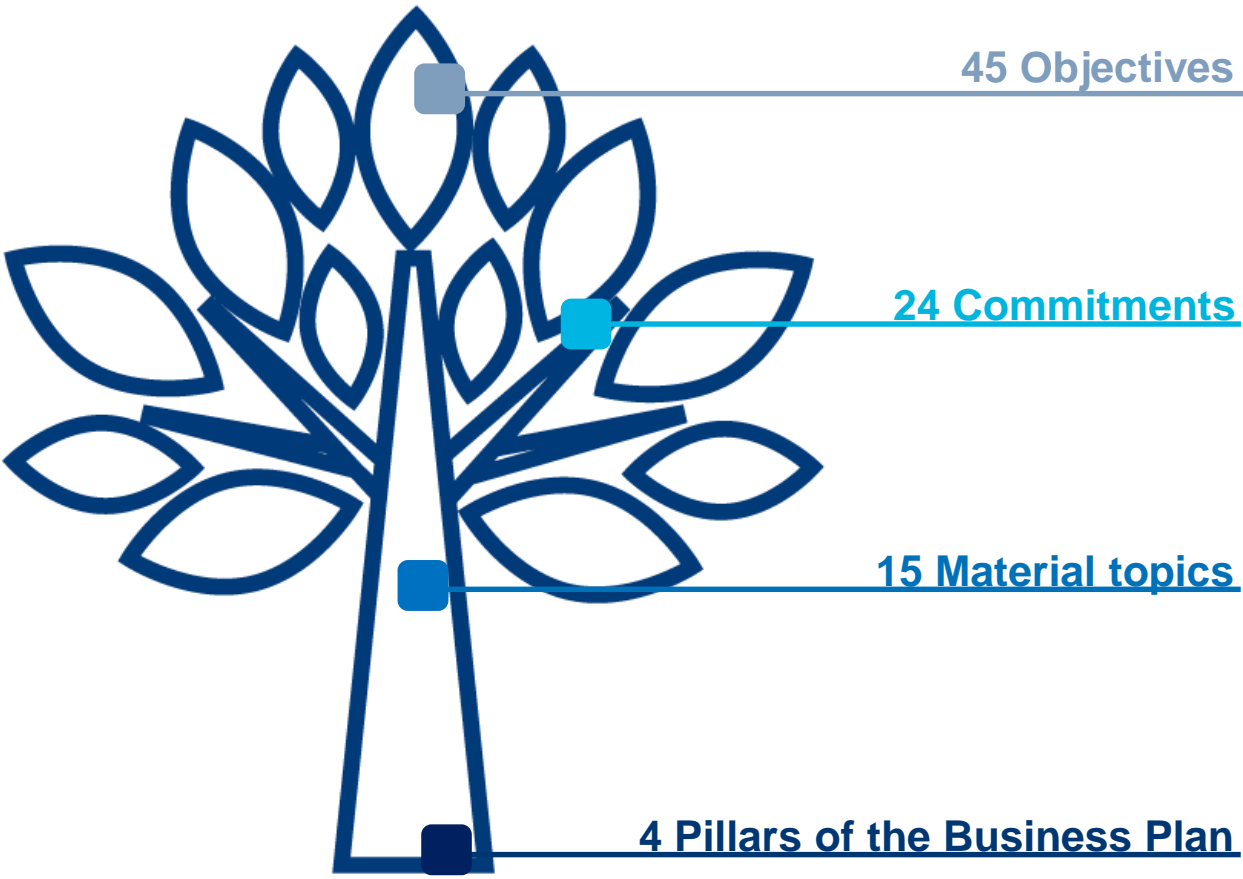 45 Objectives
24 Commitments
15 Material topics
4 Pillars of the Business Plan